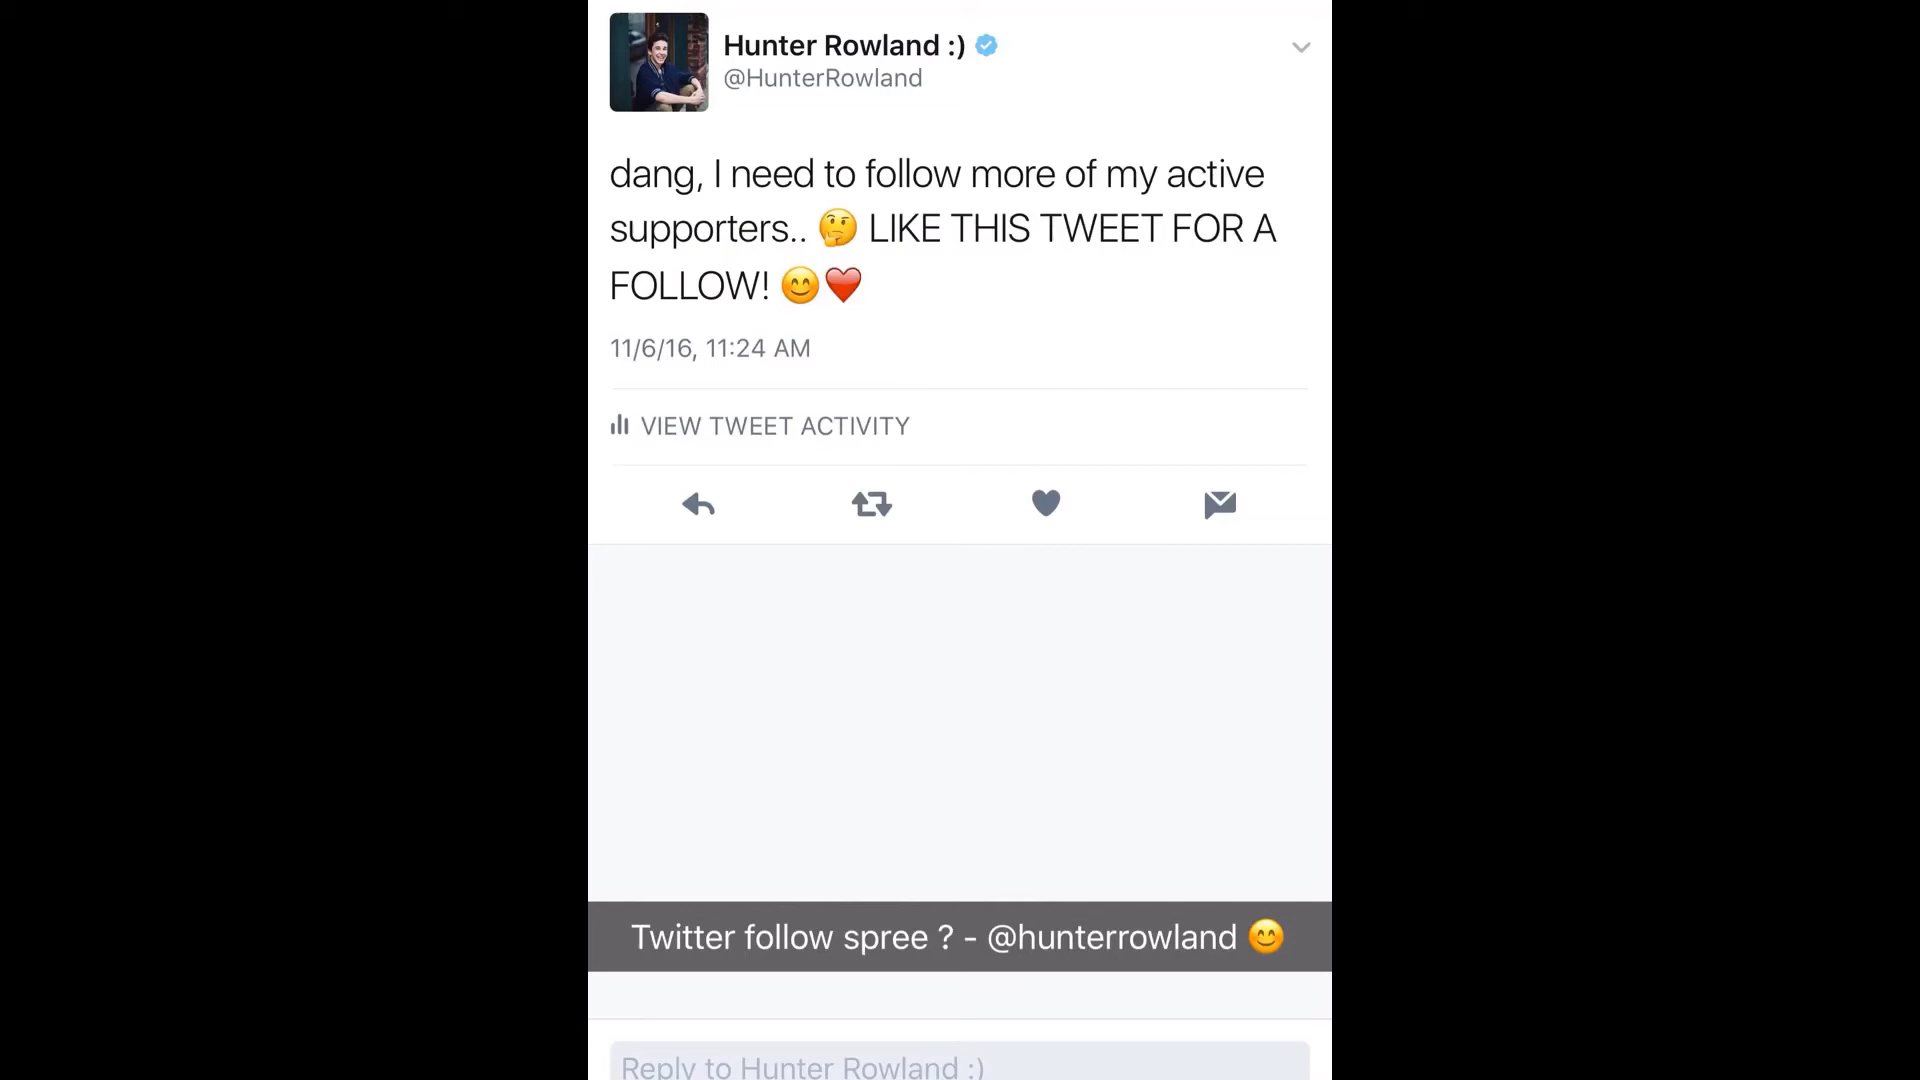 Hunter Rowland :)
@HunterRowland
dang, I need to follow more of my active
supporters.. 🤔 LIKE THIS TWEET FOR A
FOLLOW! 😊❤️
11/6/16, 11:24 AM
VIEW TWEET ACTIVITY
Twitter follow spree ? - @hunterrowland 😊
Reply to Hunter Rowland :)